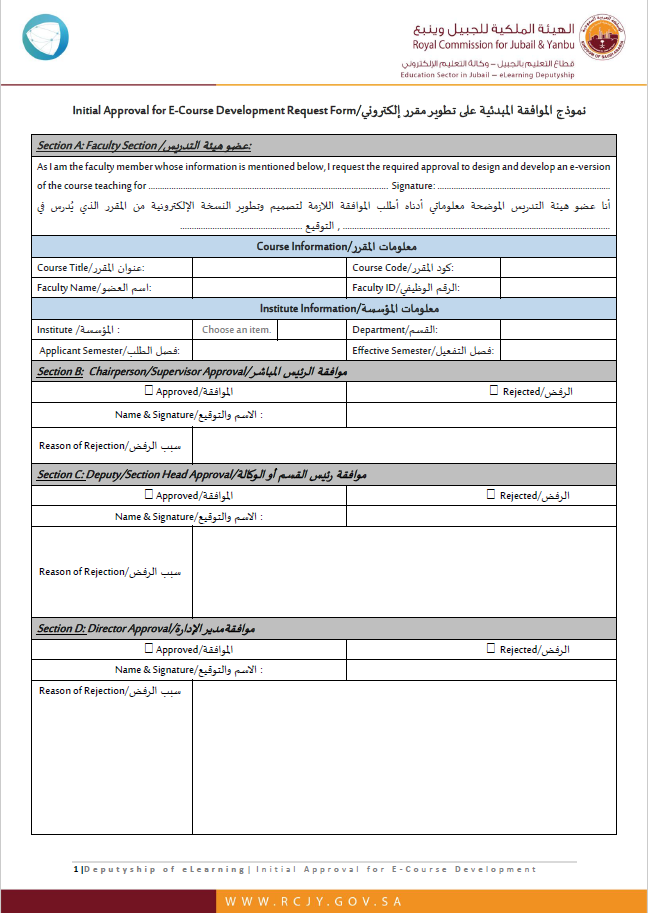 الهيئة الملكية للجبيل وينبع
Royal Commission for Jubail & Yanbu
قطاع التعليم بالجبيل – وكالة التعليم الإلكتروني
Education Sector in Jubail – eLearning Deputyship
Initial Approval for E-Course Development Request Form/نموذج الموافقة المبدئية على تطوير مقرر إلكتروني
Section A: Faculty Section/عضو هيئة التدريس:
As I am the faculty member whose information is mentioned below, I request the required approval to design and develop an e-version
of the course teaching for ........................................ Signature: ........................................
أنا عضو هيئة التدريس الموضحة معلوماتي أدناه أطلب الموافقة اللازمة لتصميم وتطوير النسخة الإلكترونية من المقرر الذي يُدرس في
........................................ , التوقيع ........................................
Course Information/معلومات المقرر
Course Title/عنوان المقرر: Course Code/كود المقرر:
Faculty Name/اسم العضو: Faculty ID/الرقم الوظيفي:
Institute Information/معلومات المؤسسة
Institute /المؤسسة : Choose an item. Department/القسم:
Applicant Semester/فصل الطلب: Effective Semester/فصل التفعيل:
Section B: Chairperson/Supervisor Approval/موافقة الرئيس المباشر
☐ Approved/الموافقة ☐ Rejected/الرفض
Name & Signature/الاسم والتوقيع :
Reason of Rejection/سبب الرفض
Section C: Deputy/Section Head Approval/موافقة رئيس القسم أو الوكالة
☐ Approved/الموافقة ☐ Rejected/الرفض
Name & Signature/الاسم والتوقيع :
Reason of Rejection/سبب الرفض
Section D: Director Approval/موافقة مدير الإدارة
☐ Approved/الموافقة ☐ Rejected/الرفض
Name & Signature/الاسم والتوقيع :
Reason of Rejection/سبب الرفض
1 |Deputyship of eLearning| Initial Approval for E-Course Development
WWW.RCJY.GOV.SA